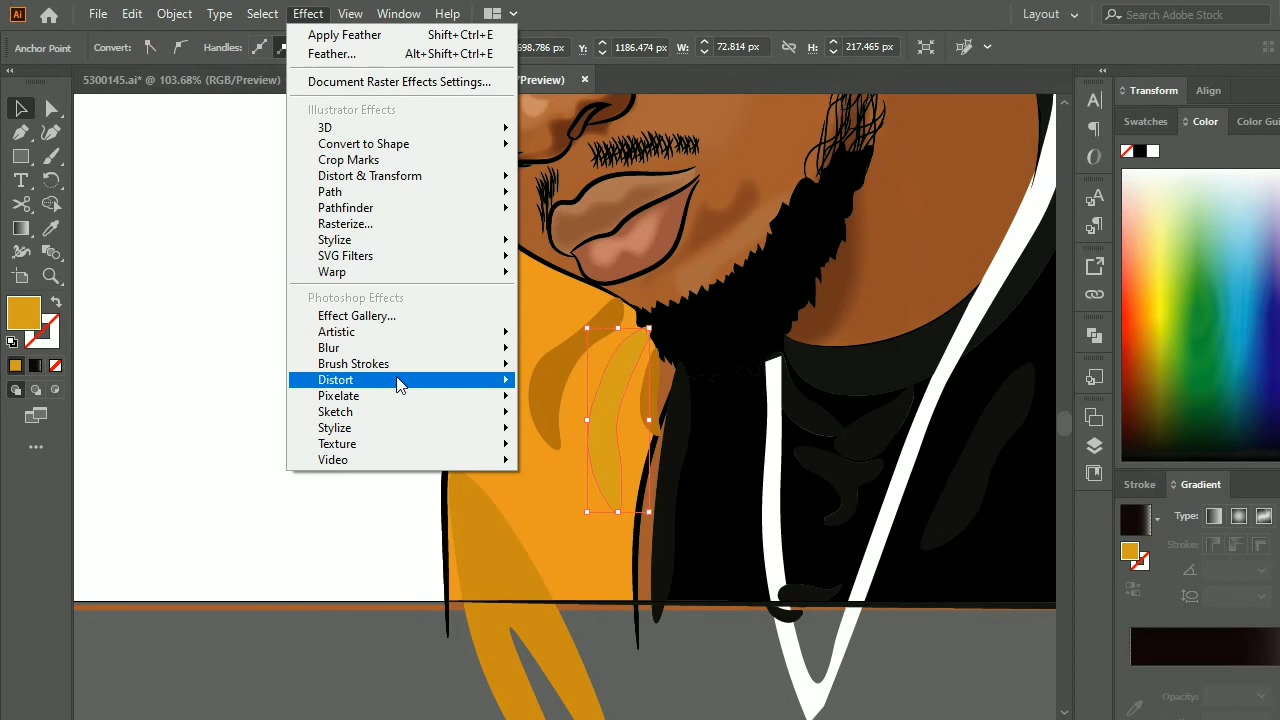 Ai File Edit Object Type Select Effect View Window Help Layout Search Adobe Stock
Anchor Point Convert: Handles: 698.786 px Y: 1186.474 px W: 72.814 px H: 217.465 px
5300145.ai* @ 103.68% (RGB/Preview) /Preview) ×
Apply Feather Shift+Ctrl+E
Feather... Alt+Shift+Ctrl+E
Document Raster Effects Settings...
Illustrator Effects
3D
Convert to Shape
Crop Marks
Distort & Transform
Path
Pathfinder
Rasterize...
Stylize
SVG Filters
Warp
Photoshop Effects
Effect Gallery...
Artistic
Blur
Brush Strokes
Distort
Pixelate
Sketch
Stylize
Texture
Video
Transform Align
Swatches Color Color Gui
Stroke Gradient
Type:
Stroke:
Opacity: